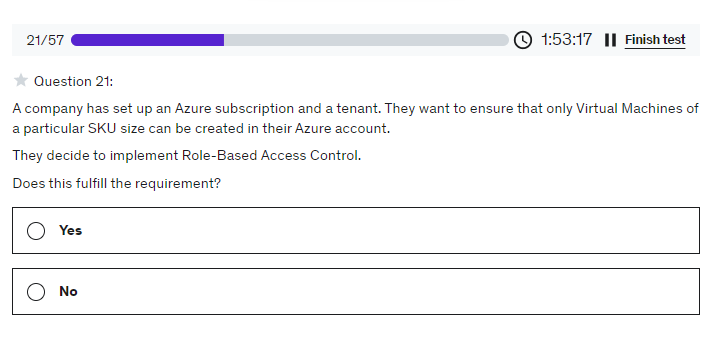 21/57
1:53:17
Finish test
Question 21:
A company has set up an Azure subscription and a tenant. They want to ensure that only Virtual Machines of
a particular SKU size can be created in their Azure account.
They decide to implement Role-Based Access Control.
Does this fulfill the requirement?
Yes
No